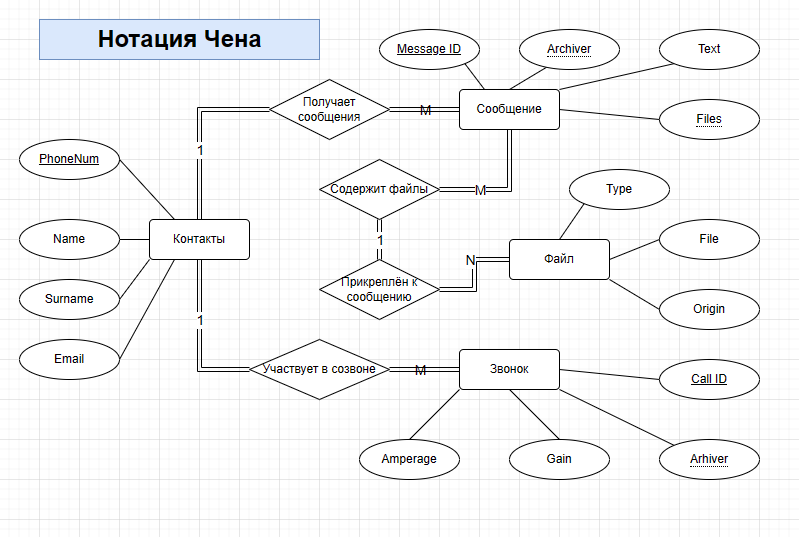 Нотация Чена
Message ID
Archiver
Text
Получает
сообщения
M
Сообщение
Files
1
PhoneNum
Содержит файлы
M
Type
Name
Контакты
1
File
N
Файл
Surname
Прикреплён к
сообщению
Origin
1
Email
Участвует в созвоне
M
Звонок
Call ID
Amperage
Gain
Arhiver